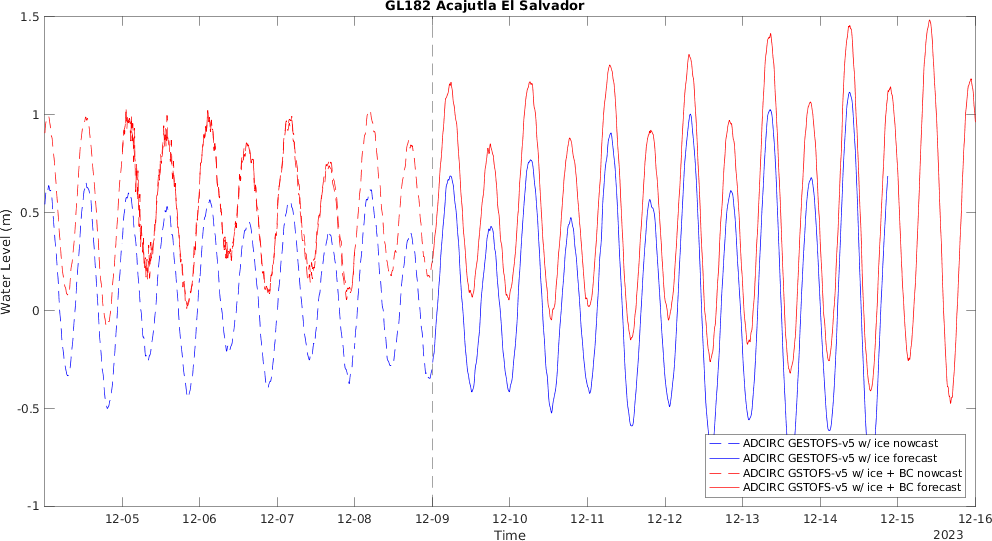 GL182 Acajutla El Salvador
1.5
1
0.5
0
-0.5
-1
Water Level (m)
12-05 12-06 12-07 12-08 12-09 12-10 12-11 12-12 12-13 12-14 12-15 12-16
Time
2023
ADCIRC GESTOFS-v5 w/ ice nowcast
ADCIRC GESTOFS-v5 w/ ice forecast
ADCIRC GSTOFS-v5 w/ ice + BC nowcast
ADCIRC GSTOFS-v5 w/ ice + BC forecast